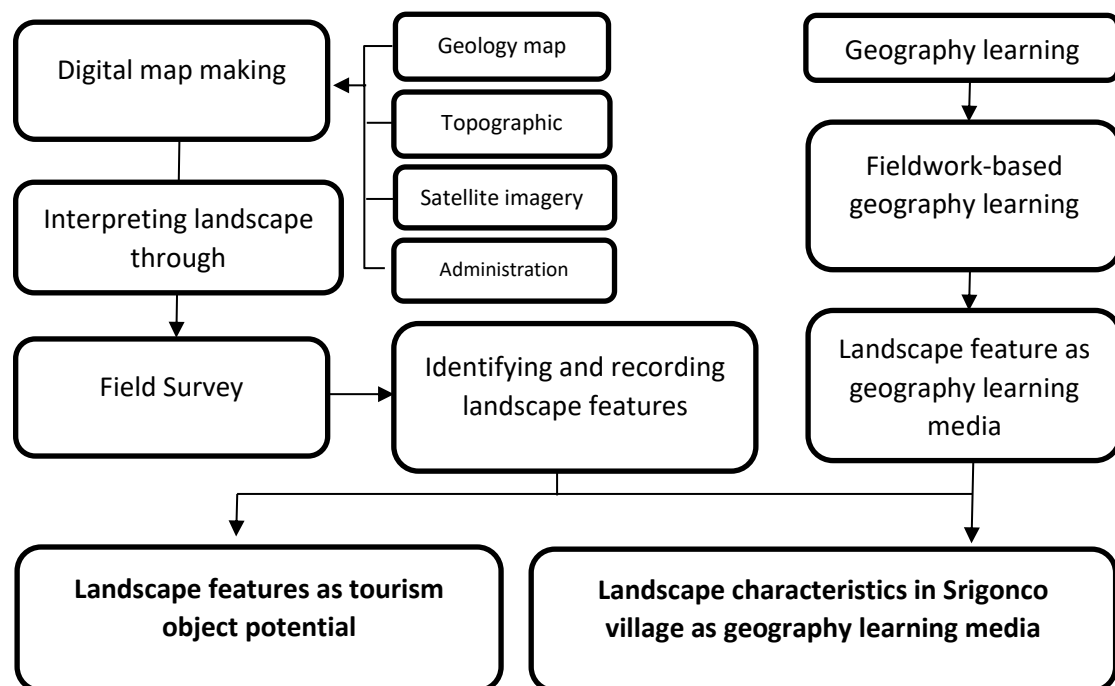 Digital map making
Geology map
Topographic
Satellite imagery
Administration
Interpreting landscape
through
Field Survey
Identifying and recording
landscape features
Geography learning
Fieldwork-based
geography learning
Landscape feature as
geography learning
media
Landscape features as tourism
object potential
Landscape characteristics in Srigonco
village as geography learning media